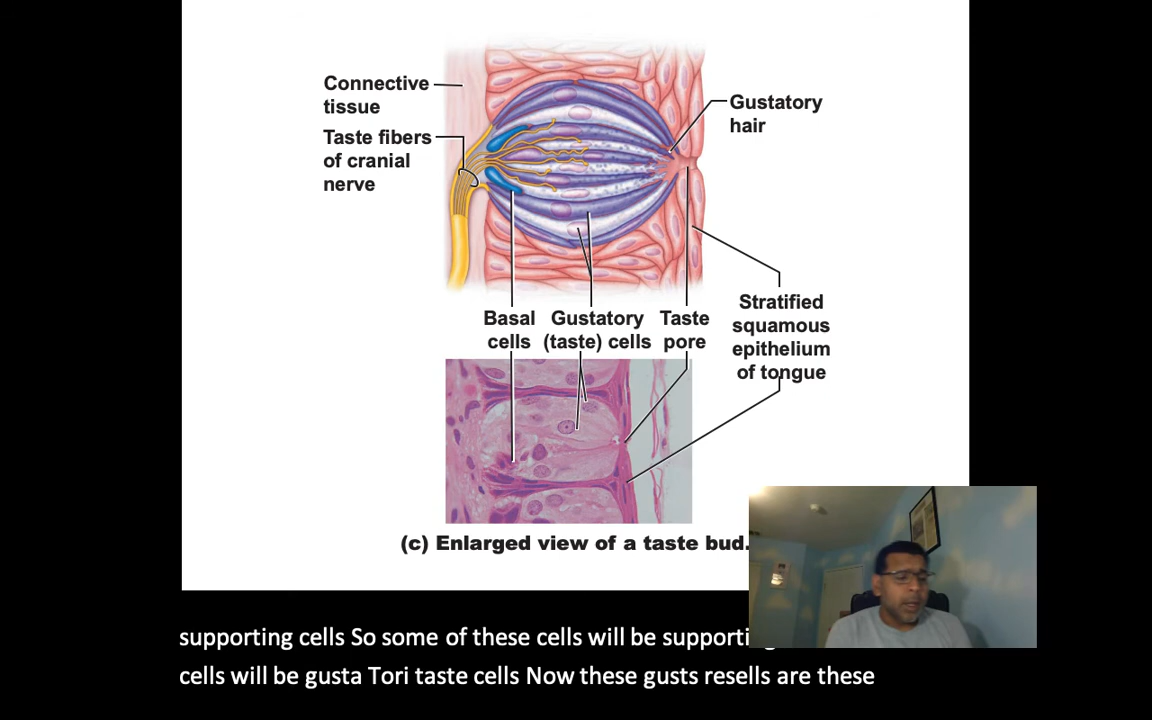 Connective
tissue
Taste fibers
of cranial
nerve
Gustatory
hair
Basal
cells
Gustatory
(taste) cells
Taste
pore
Stratified
squamous
epithelium
of tongue
(c) Enlarged view of a taste bud.
supporting cells So some of these cells will be supporti
cells will be gusta Tori taste cells Now these gusts resells are these